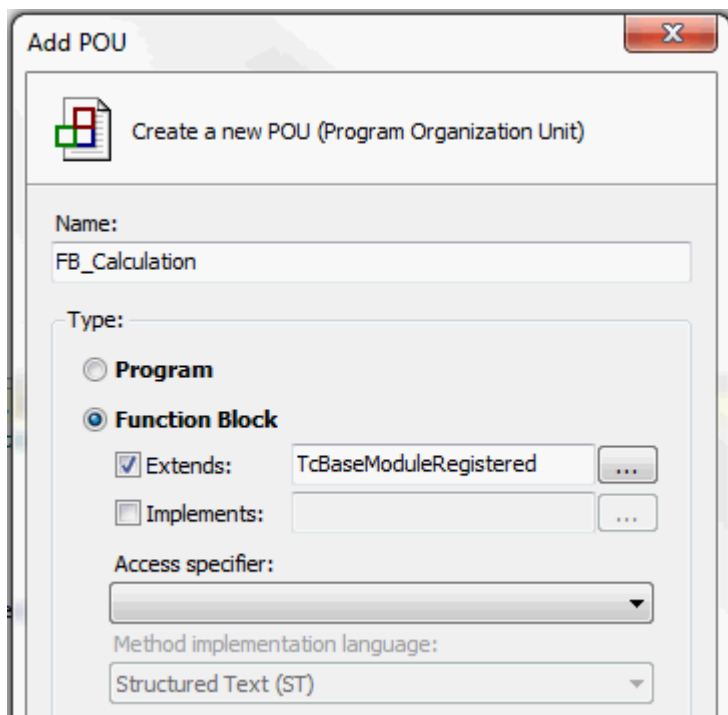 Add POU
Create a new POU (Program Organization Unit)
Name:
FB_Calculation
Type:
Program
Function Block
Extends: TcBaseModuleRegistered ...
Implements: ...
Access specifier:
Method implementation language:
Structured Text (ST)